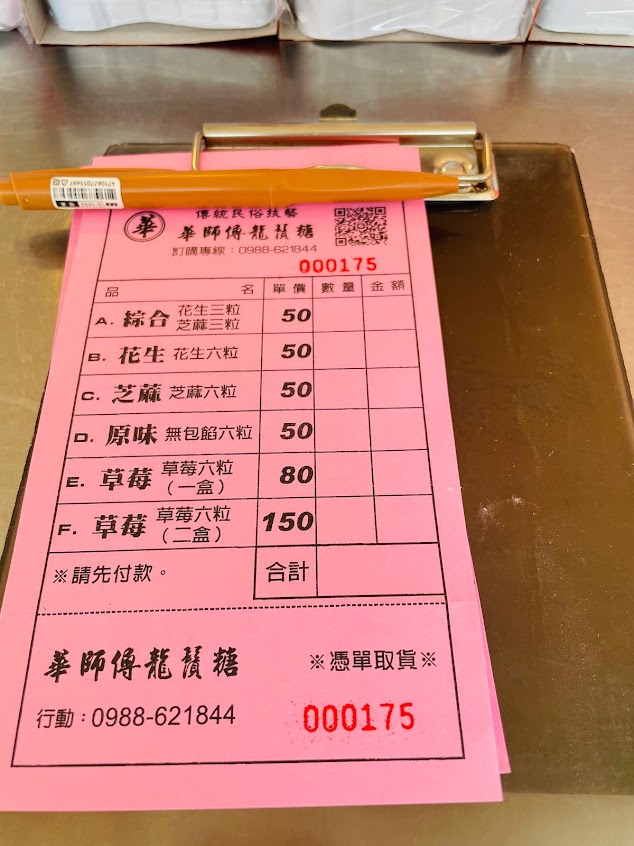 傳統民俗技藝
華 華師傅龍鬚糖
訂購專線：0988-621844
000175
品 名 單價 數量 金額
A. 綜合 花生三粒 芝蔴三粒 50
B. 花生 花生六粒 50
C. 芝蔴 芝蔴六粒 50
D. 原味 無包餡六粒 50
E. 草莓 草莓六粒 (一盒) 80
F. 草莓 草莓六粒 (二盒) 150
※請先付款。 合計
華師傅龍鬚糖 ※憑單取貨※
行動：0988-621844 000175